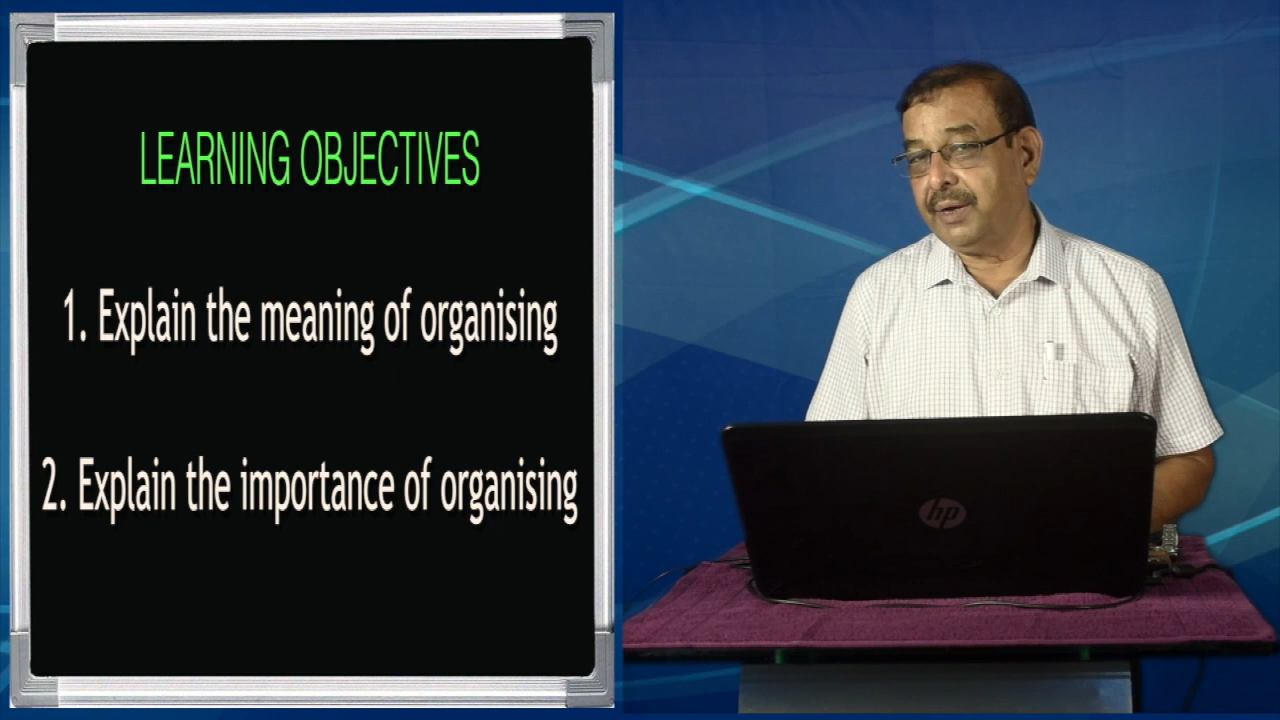 LEARNING OBJECTIVES
1. Explain the meaning of organising
2. Explain the importance of organising
hp